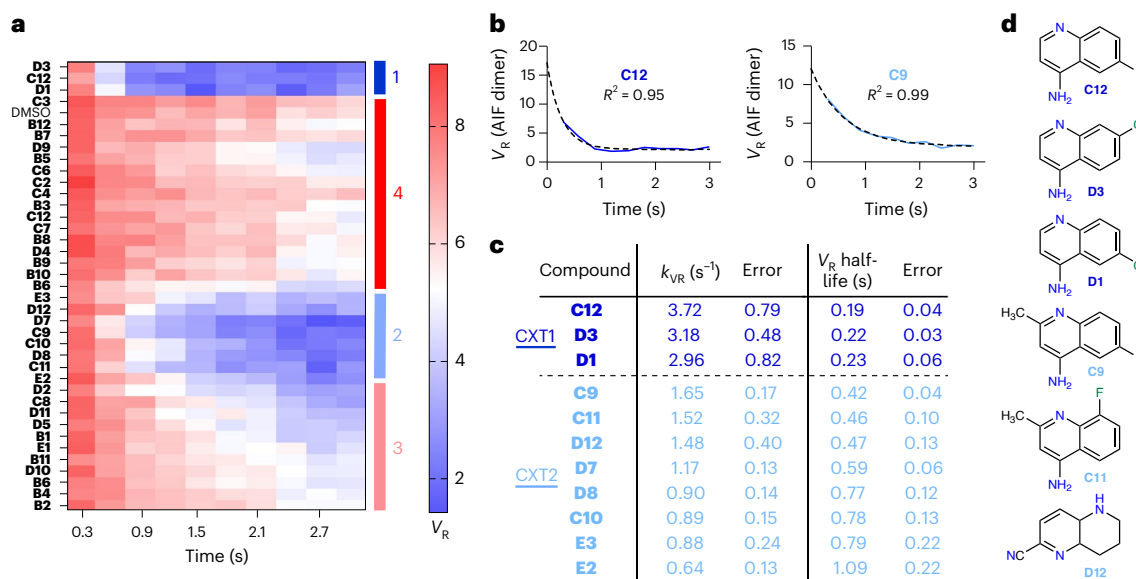 a
D3
C12
D1
C3
DMSO
B12
B7
D9
B5
C6
C2
C4
B3
C12
C7
B8
D4
B9
B10
B6
E3
D12
D7
C9
C10
D8
C11
E2
D2
C8
D11
D5
B1
E1
B11
D10
B6
B4
B2
0.3 0.9 1.5 2.1 2.7
Time (s)
1
4
2
3
8
6
4
2
VR
b
VR (AIF dimer)
20
15
10
5
0
C12
R2 = 0.95
0 1 2 3
Time (s)
VR (AIF dimer)
15
10
5
0
C9
R2 = 0.99
0 1 2 3
Time (s)
c
Compound kVR (s–1) Error VR half-life (s) Error
CXT1
C12 3.72 0.79 0.19 0.04
D3 3.18 0.48 0.22 0.03
D1 2.96 0.82 0.23 0.06
CXT2
C9 1.65 0.17 0.42 0.04
C11 1.52 0.32 0.46 0.10
D12 1.48 0.40 0.47 0.13
D7 1.17 0.13 0.59 0.06
D8 0.90 0.14 0.77 0.12
C10 0.89 0.15 0.78 0.13
E3 0.88 0.24 0.79 0.22
E2 0.64 0.13 1.09 0.22
d
N
NH2
C12
N
NH2
D3
N
NH2
D1
H3C
N
NH2
C9
F
H3C
N
NH2
C11
H
N
NC
N
D12